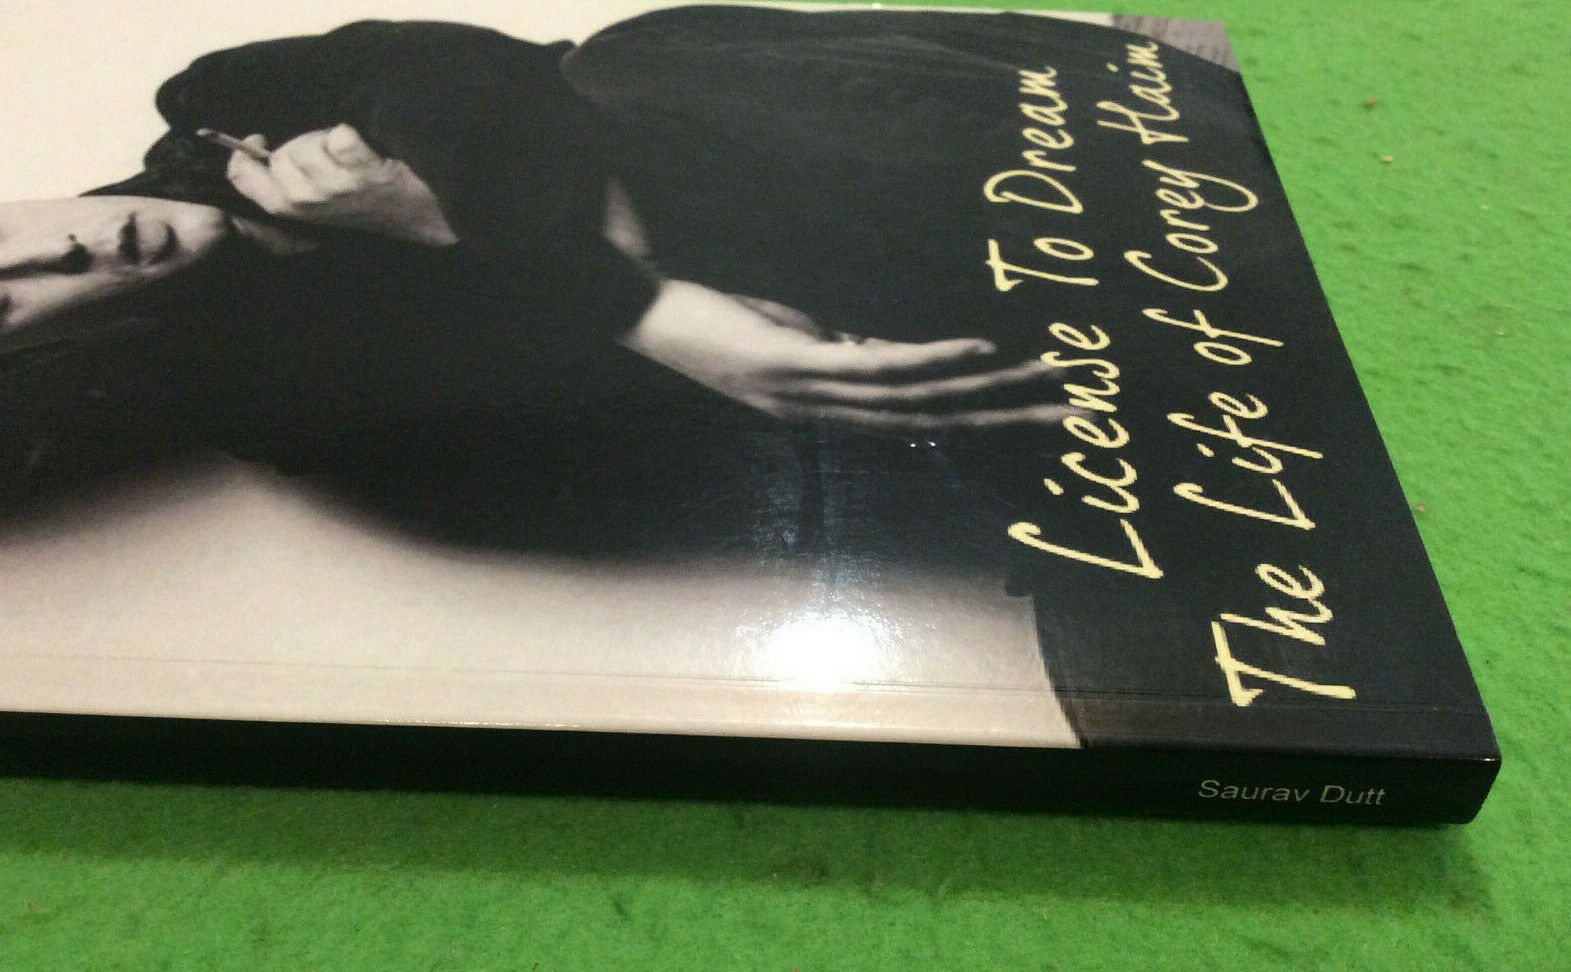 License To Dream
The Life of Corey Haim
Saurav Dutt